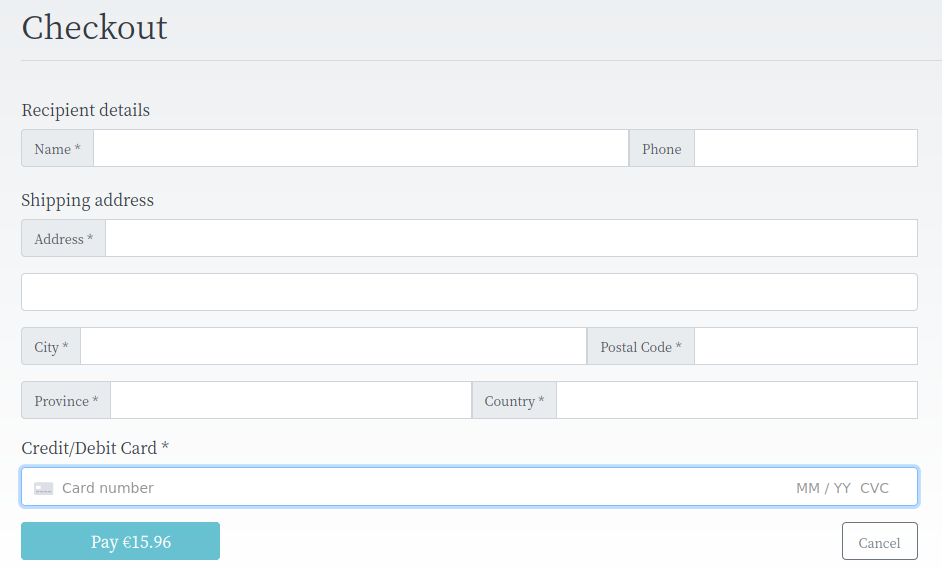 Checkout
Recipient details
Name * Phone
Shipping address
Address *
City * Postal Code *
Province * Country *
Credit/Debit Card *
Card number MM / YY CVC
Pay €15.96 Cancel